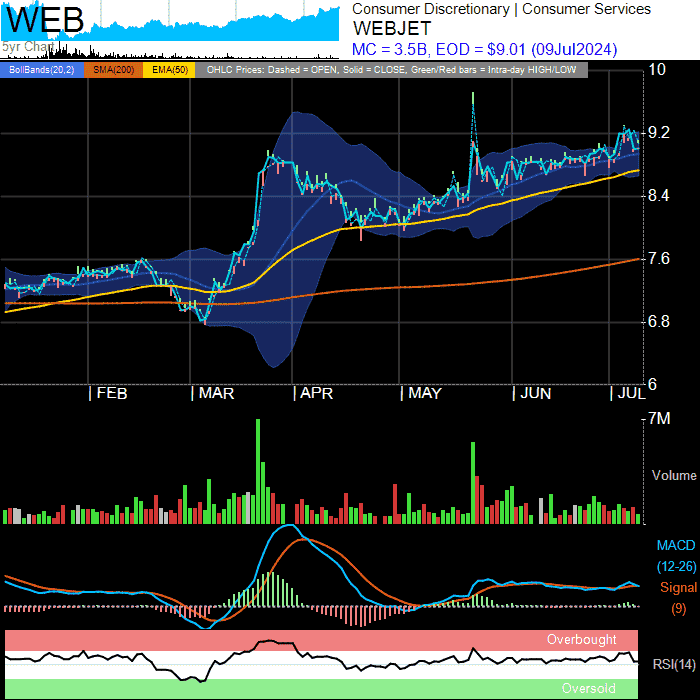 WEB
5yr Chart
Consumer Discretionary | Consumer Services
WEBJET
MC = 3.5B, EOD = $9.01 (09Jul2024)
BollBands(20,2) SMA(200) EMA(50) OHLC Prices: Dashed = OPEN, Solid = CLOSE, Green/Red bars = Intra-day HIGH/LOW
10
9.2
8.4
7.6
6.8
6
| FEB | MAR | APR | MAY | JUN | JUL
7M
Volume
MACD
(12-26)
Signal
(9)
Overbought
RSI(14)
Oversold